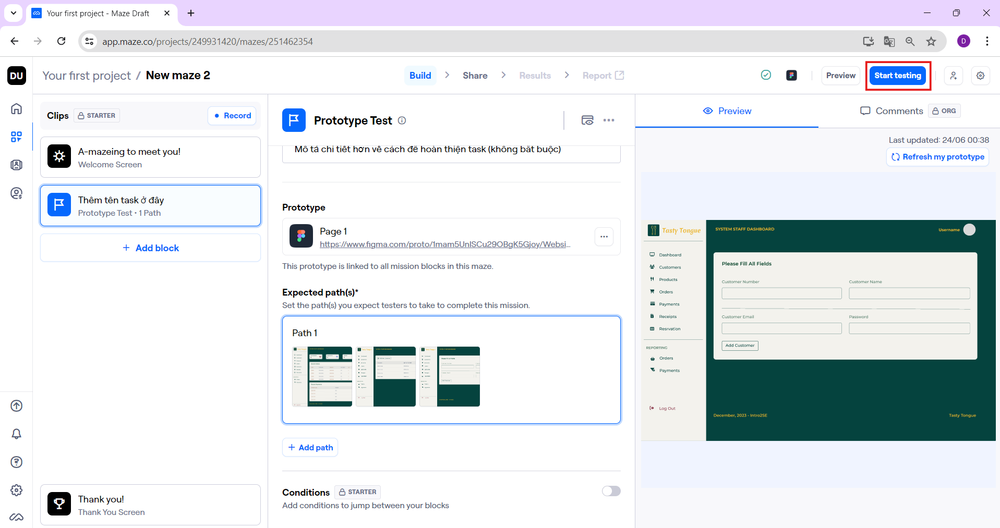 Your first project - Maze Draft
app.maze.co/projects/249931420/mazes/251462354
D
DU
Your first project / New maze 2
Build
Share
Results
Report
Preview
Start testing
Clips
STARTER
Record
A-mazeing to meet you!
Welcome Screen
Thêm tên task ở đây
Prototype Test • 1 Path
+ Add block
Thank you!
Thank You Screen
Prototype Test
Mô tả chi tiết hơn về cách để hoàn thiện task (không bắt buộc)
Prototype
Page 1
https://www.figma.com/proto/1mam5UnlSCu29OBgK5Gjoy/Websi...
This prototype is linked to all mission blocks in this maze.
Expected path(s)*
Set the path(s) you expect testers to take to complete this mission.
Path 1
+ Add path
Conditions
STARTER
Add conditions to jump between your blocks
Preview
Comments
ORG
Last updated: 24/06 00:38
Refresh my prototype
Tasty Tongue
SYSTEM STAFF DASHBOARD
Username
Dashboard
Customers
Products
Orders
Payments
Receipts
Resrvation
REPORTING
Orders
Payments
Log Out
Please Fill All Fields
Customer Number
Customer Name
Customer Email
Password
Add Customer
December, 2023 - Intro2SE
Tasty Tongue